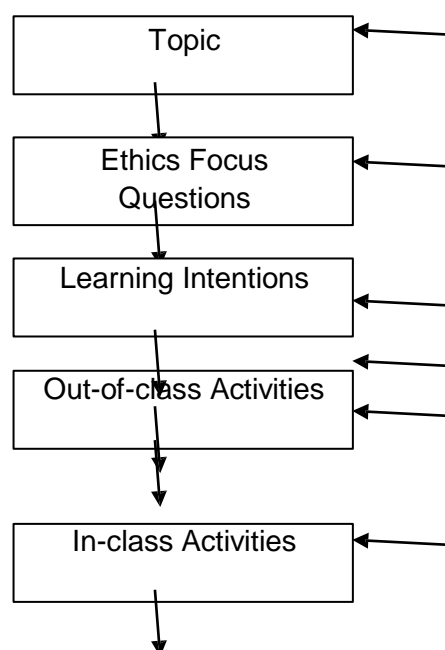 Topic
Ethics Focus
Questions
Learning Intentions
Out-of-class Activities
In-class Activities